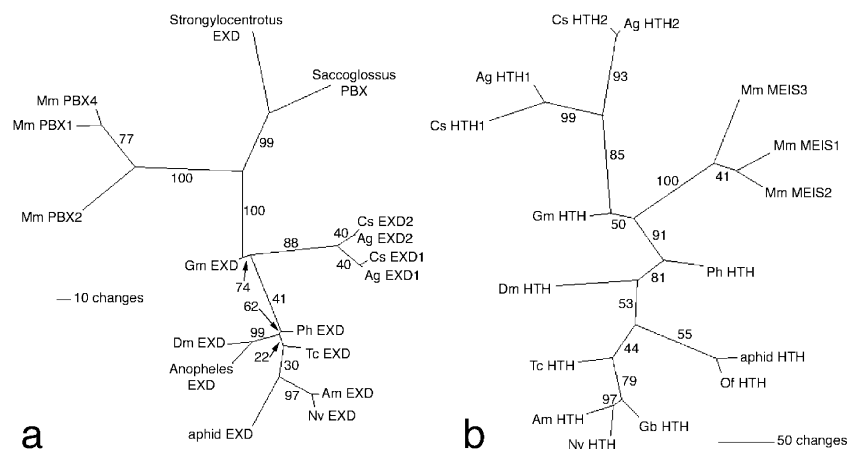 Strongylocentrotus
EXD
Saccoglossus
PBX
Mm PBX4
Mm PBX1
77
99
100
Mm PBX2
100
Cs EXD2
40
Ag EXD2
88
Cs EXD1
Gm EXD
40
Ag EXD1
74
10 changes
41
62
Ph EXD
Dm EXD
99
22
Tc EXD
Anopheles
EXD
30
97
Am EXD
Nv EXD
aphid EXD
a
Cs HTH2
Ag HTH2
Ag HTH1
93
Mm MEIS3
99
Cs HTH1
85
Mm MEIS1
100
41
Mm MEIS2
Gm HTH
50
91
Ph HTH
81
Dm HTH
53
55
44
aphid HTH
Tc HTH
Of HTH
79
97
Am HTH
Gb HTH
Nv HTH
b
50 changes